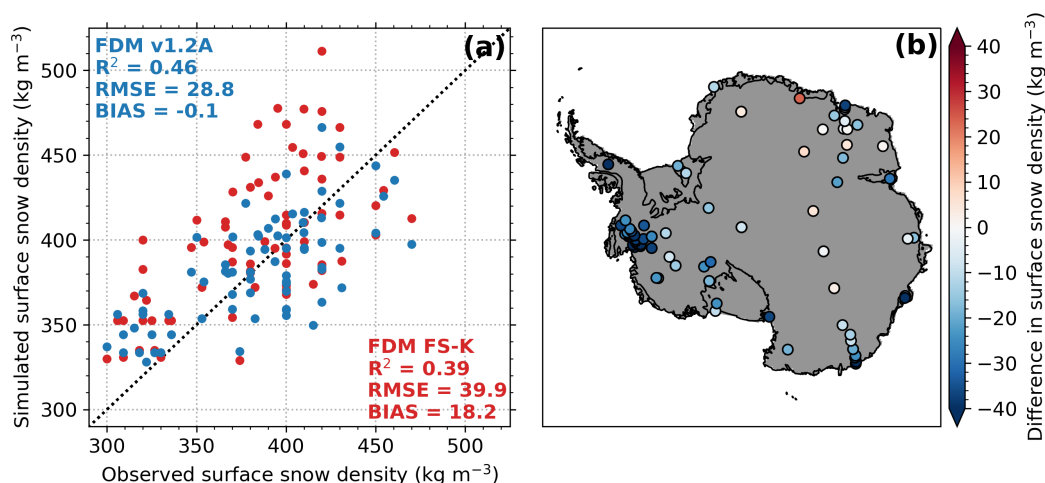 (a)
FDM v1.2A
R² = 0.46
RMSE = 28.8
BIAS = -0.1
FDM FS-K
R² = 0.39
RMSE = 39.9
BIAS = 18.2
500
450
400
350
300
Simulated surface snow density (kg m⁻³)
300 350 400 450 500
Observed surface snow density (kg m⁻³)
(b)
40
30
20
10
0
−10
−20
−30
−40
Difference in surface snow density (kg m⁻³)